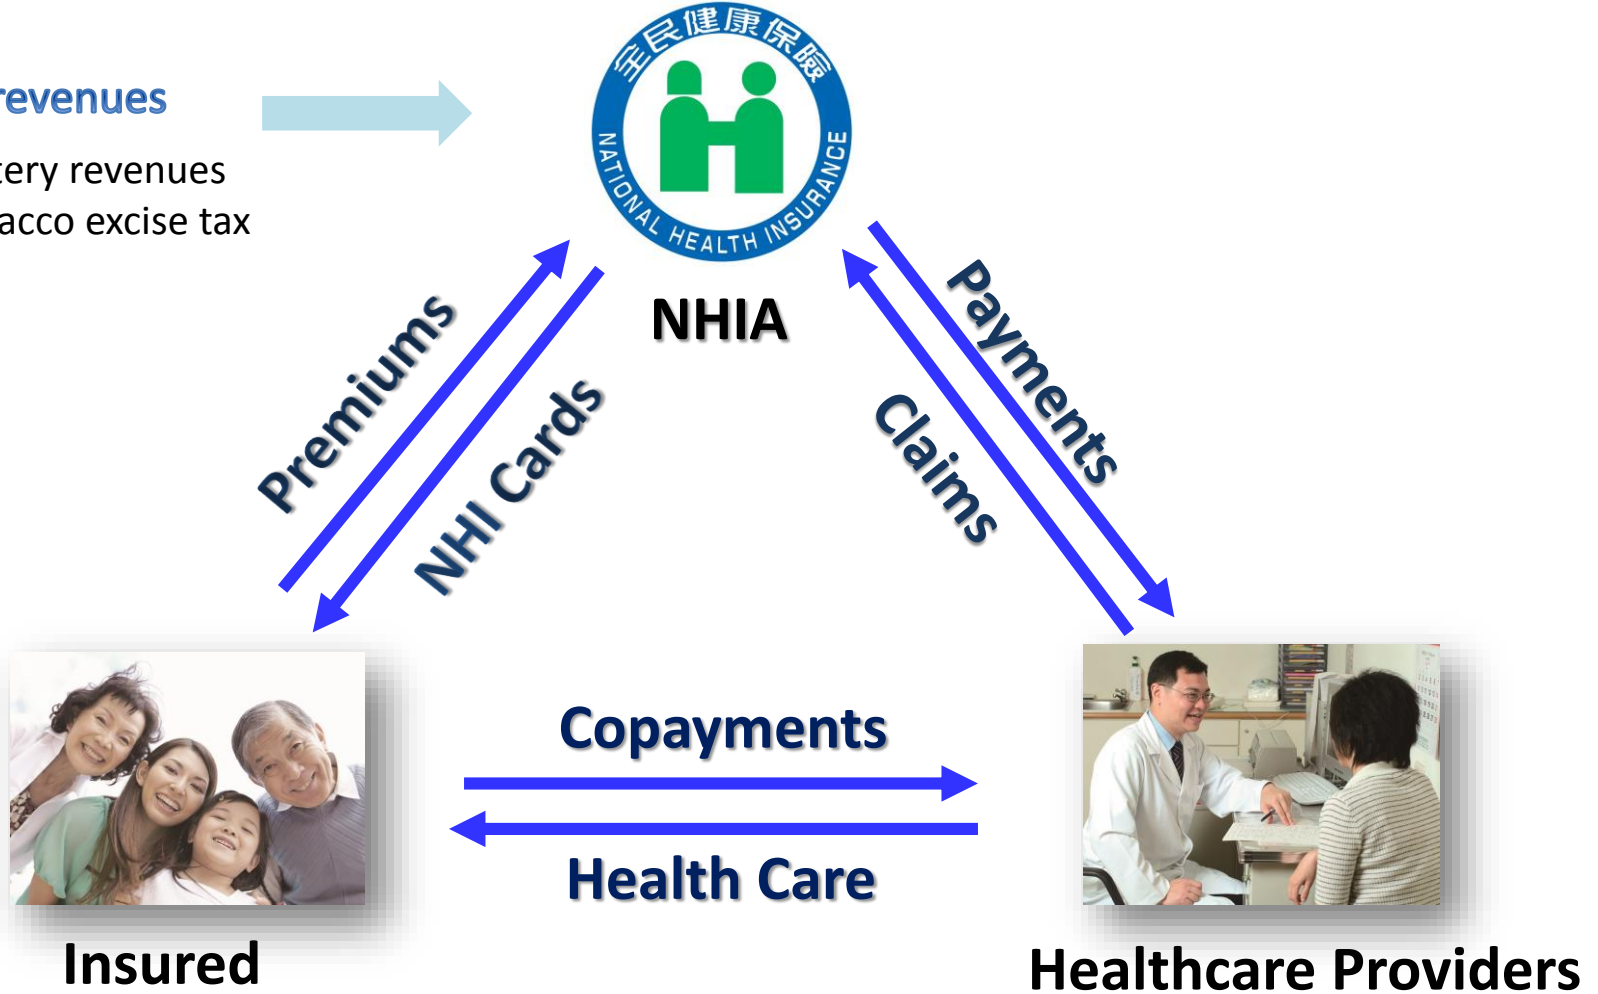 全民健康保險
NATIONAL HEALTH INSURANCE
revenues
tery revenues
acco excise tax
NHIA
Premiums
NHI Cards
Payments
Claims
Copayments
Health Care
Insured
Healthcare Providers